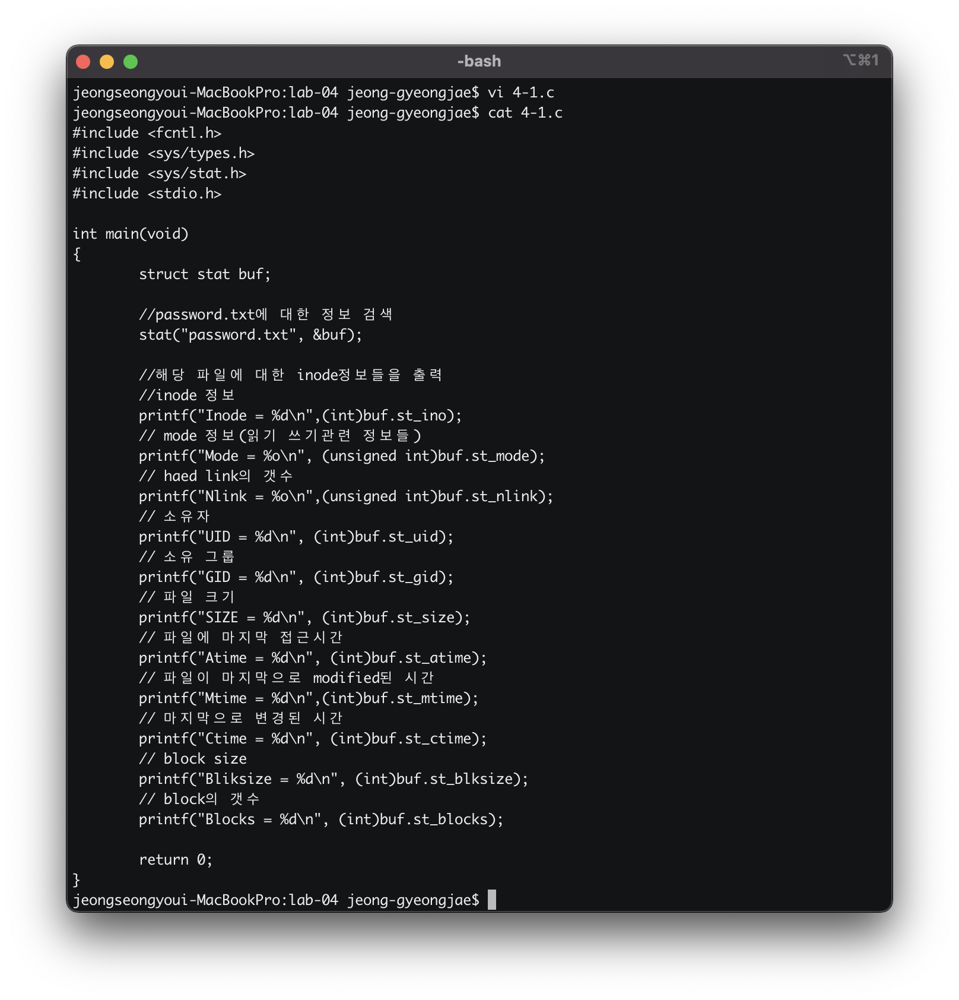 -bash
⌥⌘1
jeongseongyoui-MacBookPro:lab-04 jeong-gyeongjae$ vi 4-1.c
jeongseongyoui-MacBookPro:lab-04 jeong-gyeongjae$ cat 4-1.c
#include <fcntl.h>
#include <sys/types.h>
#include <sys/stat.h>
#include <stdio.h>

int main(void)
{
        struct stat buf;

        //password.txt에 대한 정보 검색
        stat("password.txt", &buf);

        //해당 파일에 대한 inode정보들을 출력
        //inode 정보
        printf("Inode = %d\n",(int)buf.st_ino);
        // mode 정보(읽기 쓰기관련 정보들)
        printf("Mode = %o\n", (unsigned int)buf.st_mode);
        // haed link의 갯수
        printf("Nlink = %o\n",(unsigned int)buf.st_nlink);
        // 소유자
        printf("UID = %d\n", (int)buf.st_uid);
        // 소유 그룹
        printf("GID = %d\n", (int)buf.st_gid);
        // 파일 크기
        printf("SIZE = %d\n", (int)buf.st_size);
        // 파일에 마지막 접근시간
        printf("Atime = %d\n", (int)buf.st_atime);
        // 파일이 마지막으로 modified된 시간
        printf("Mtime = %d\n",(int)buf.st_mtime);
        // 마지막으로 변경된 시간
        printf("Ctime = %d\n", (int)buf.st_ctime);
        // block size
        printf("Bliksize = %d\n", (int)buf.st_blksize);
        // block의 갯수
        printf("Blocks = %d\n", (int)buf.st_blocks);

        return 0;
}
jeongseongyoui-MacBookPro:lab-04 jeong-gyeongjae$